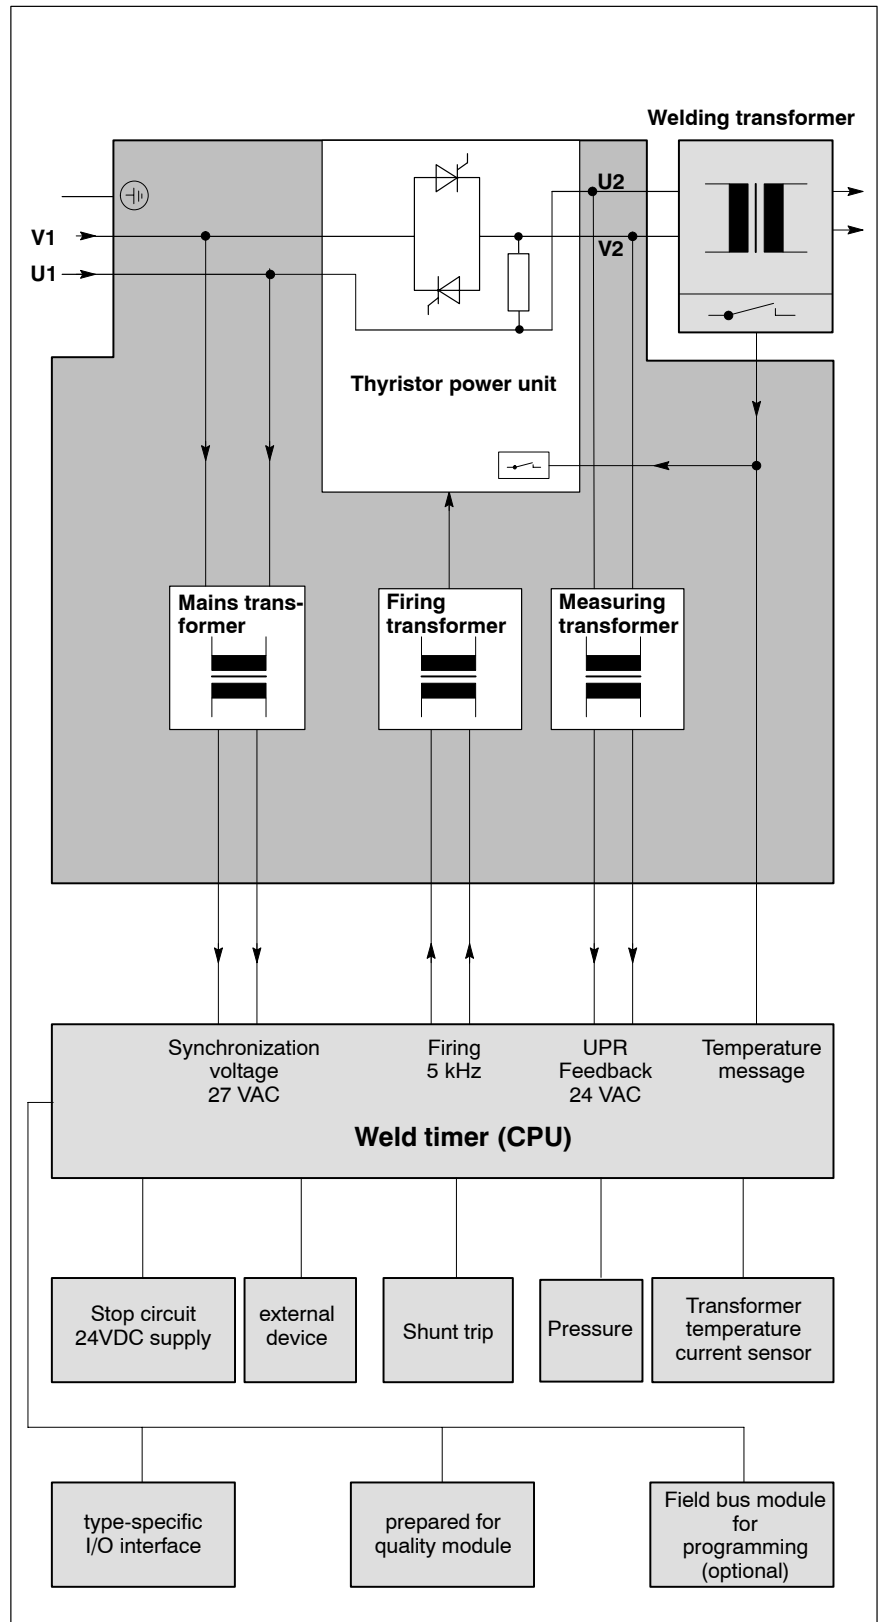 Welding transformer
U2
V1
V2
U1
Thyristor power unit
Mains trans-
former
Firing
transformer
Measuring
transformer
Synchronization
voltage
27 VAC
Firing
5 kHz
UPR
Feedback
24 VAC
Temperature
message
Weld timer (CPU)
Stop circuit
24VDC supply
external
device
Shunt trip
Pressure
Transformer
temperature
current sensor
type-specific
I/O interface
prepared for
quality module
Field bus module
for
programming
(optional)